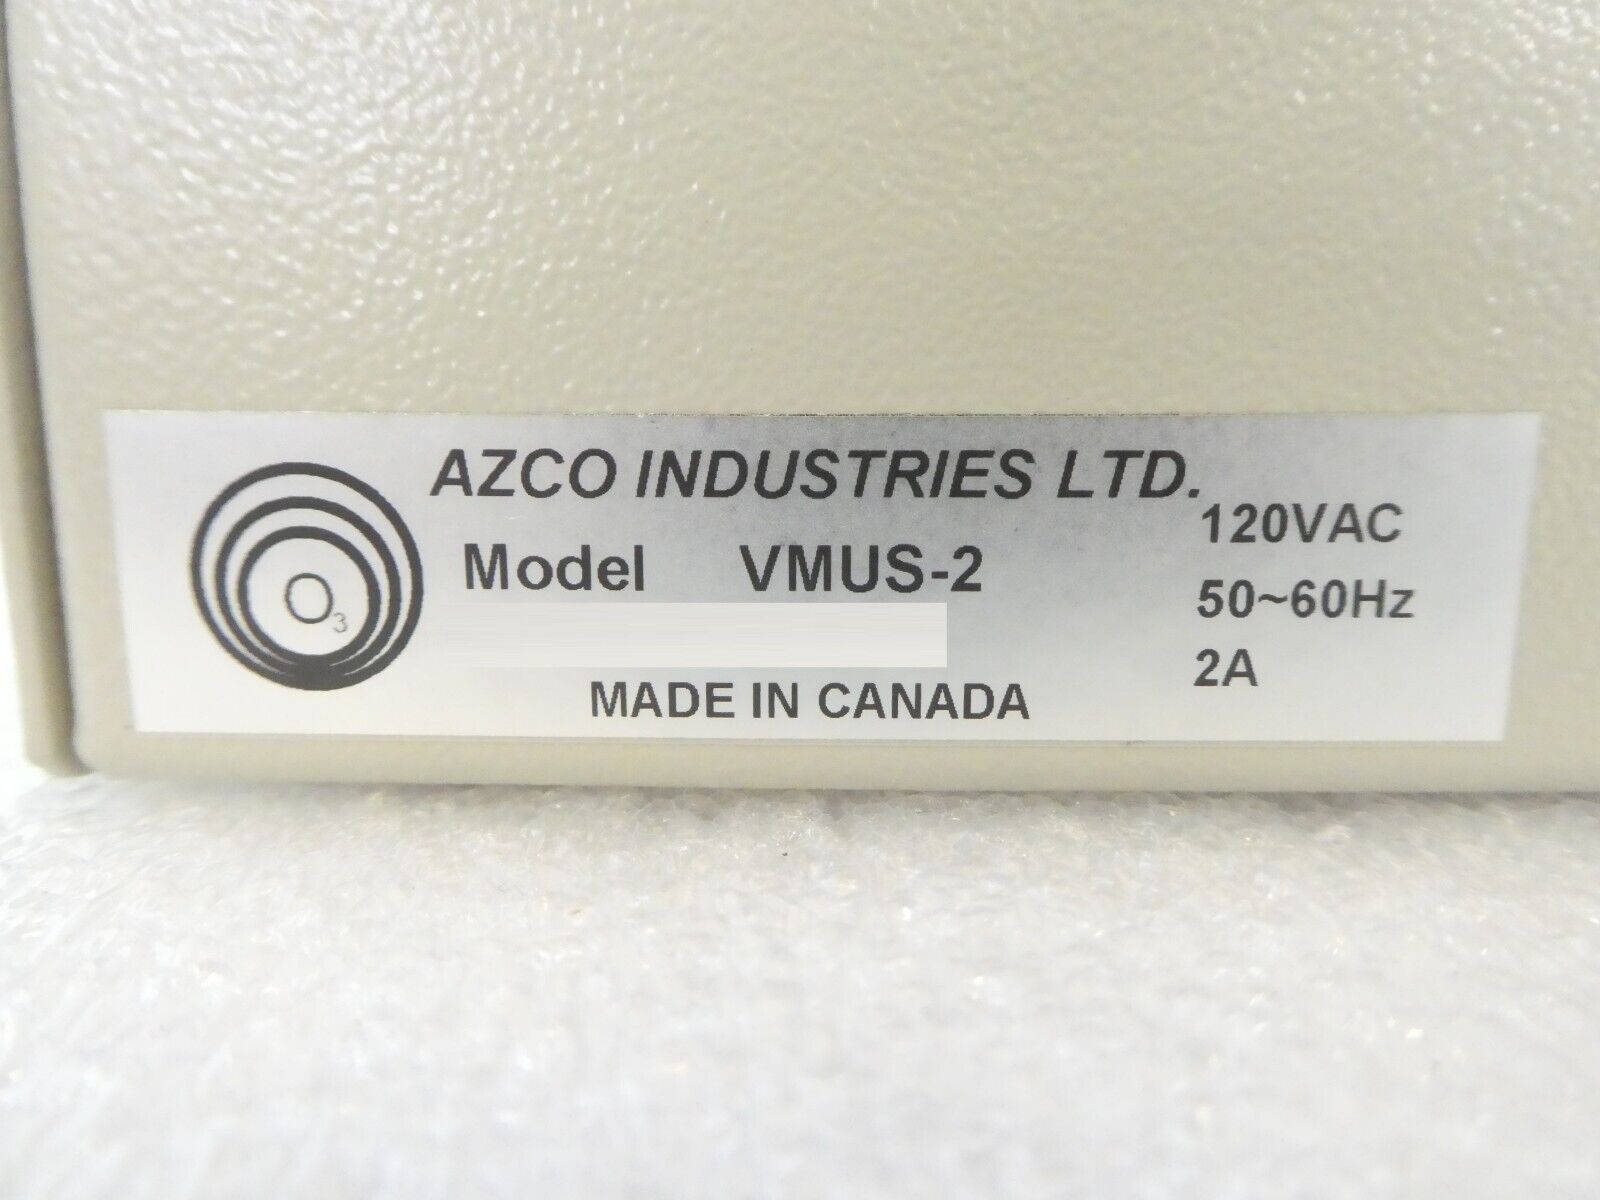 AZCO INDUSTRIES LTD.
120VAC
Model VMUS-2
50~60Hz
2A
MADE IN CANADA
O3